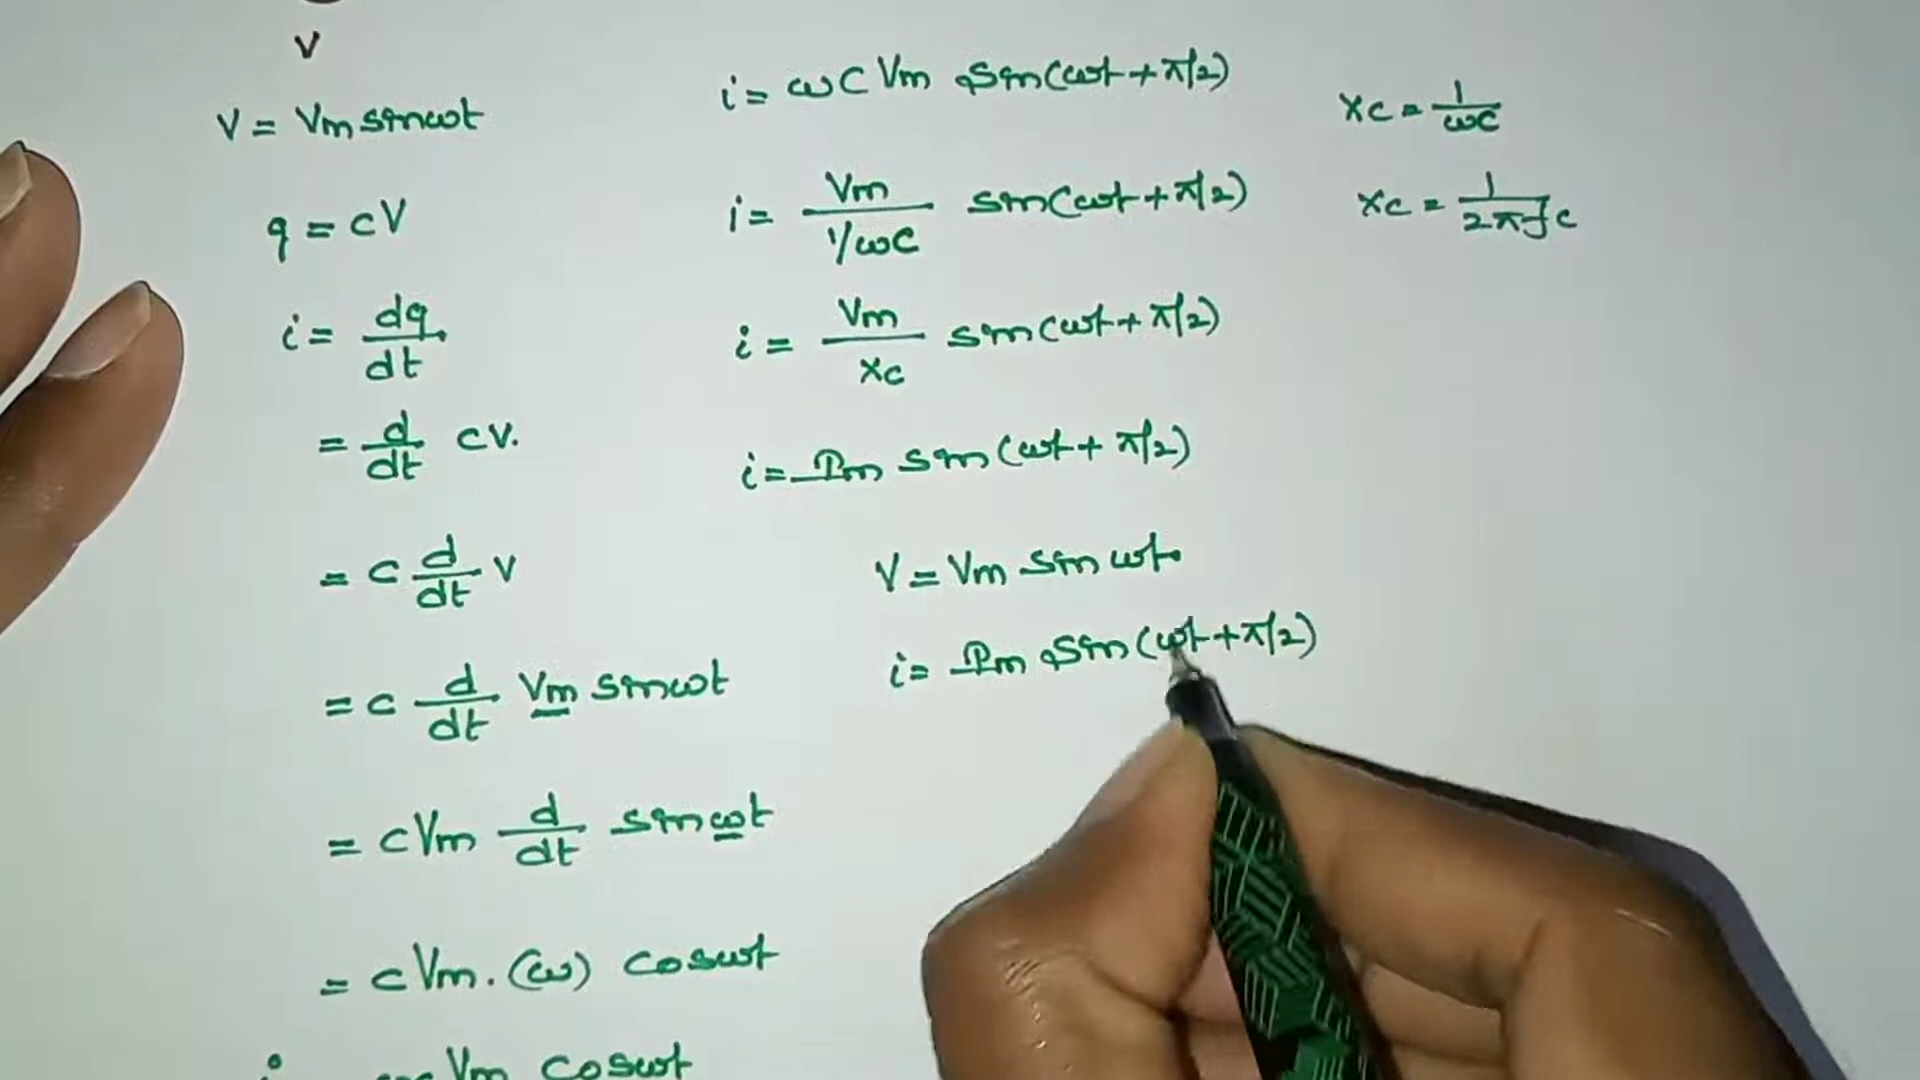 V
V = Vm sinωt
q = cV
i = dq/dt
= d/dt cV.
= c d/dt V
= c d/dt Vm sinωt
= cVm d/dt sinωt
= cVm.(ω) cosωt
Vm cosωt
i = ωC Vm sin(ωt+π/2)
i = Vm/(1/ωC) sin(ωt+π/2)
i = Vm/Xc sin(ωt+π/2)
i = Im sin(ωt+π/2)
V = Vm sin ωt
i = Im sin(ωt+π/2)
Xc = 1/ωC
Xc = 1/2πfc